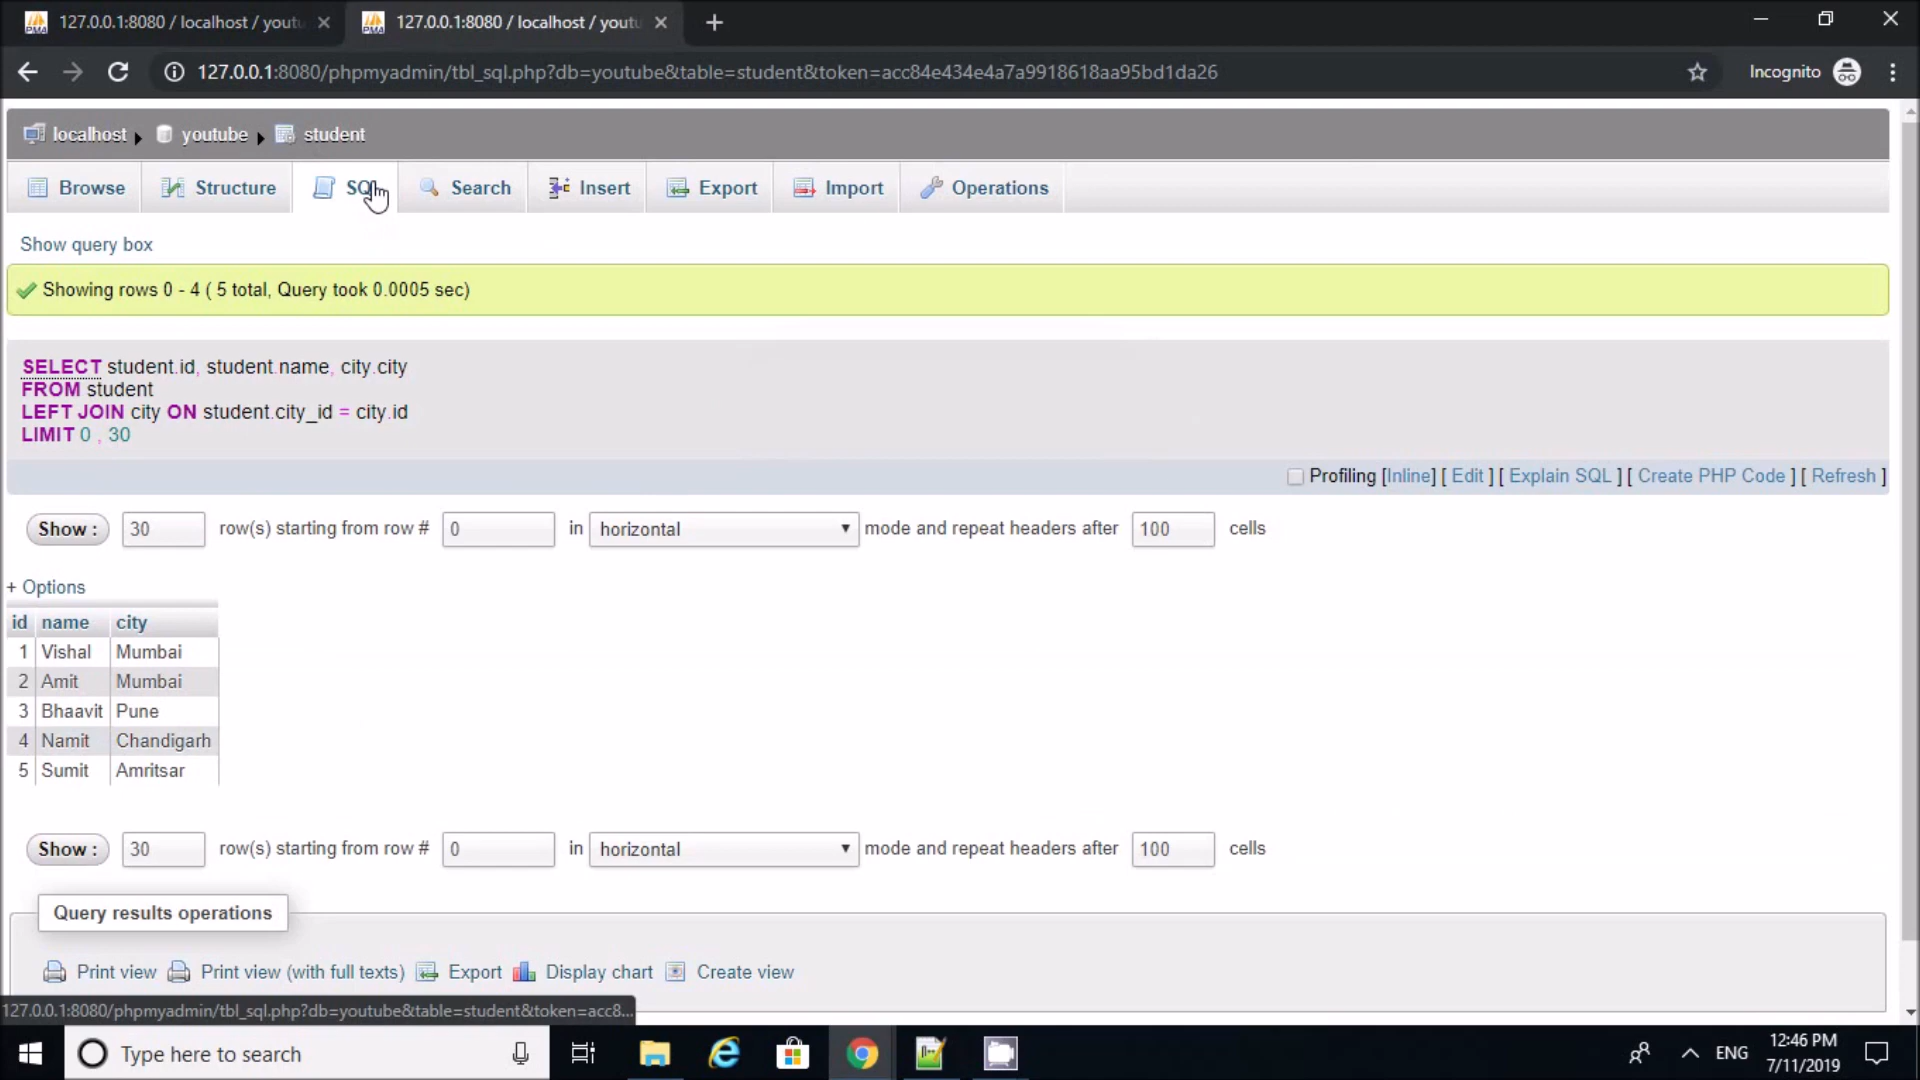 127.0.0.1:8080 / localhost / youtu
127.0.0.1:8080 / localhost / youtu
127.0.0.1:8080/phpmyadmin/tbl_sql.php?db=youtube&table=student&token=acc84e434e4a7a9918618aa95bd1da26
Incognito
localhost youtube student
Browse Structure SQL Search Insert Export Import Operations
Show query box
Showing rows 0 - 4 ( 5 total, Query took 0.0005 sec)
SELECT student.id, student.name, city.city
FROM student
LEFT JOIN city ON student.city_id = city.id
LIMIT 0 , 30
Profiling [Inline] [ Edit ] [ Explain SQL ] [ Create PHP Code ] [ Refresh ]
Show : 30 row(s) starting from row # 0 in horizontal mode and repeat headers after 100 cells
+ Options
id name city
1 Vishal Mumbai
2 Amit Mumbai
3 Bhaavit Pune
4 Namit Chandigarh
5 Sumit Amritsar
Show : 30 row(s) starting from row # 0 in horizontal mode and repeat headers after 100 cells
Query results operations
Print view Print view (with full texts) Export Display chart Create view
127.0.0.1:8080/phpmyadmin/tbl_sql.php?db=youtube&table=student&token=acc8...
Type here to search
ENG
12:46 PM
7/11/2019